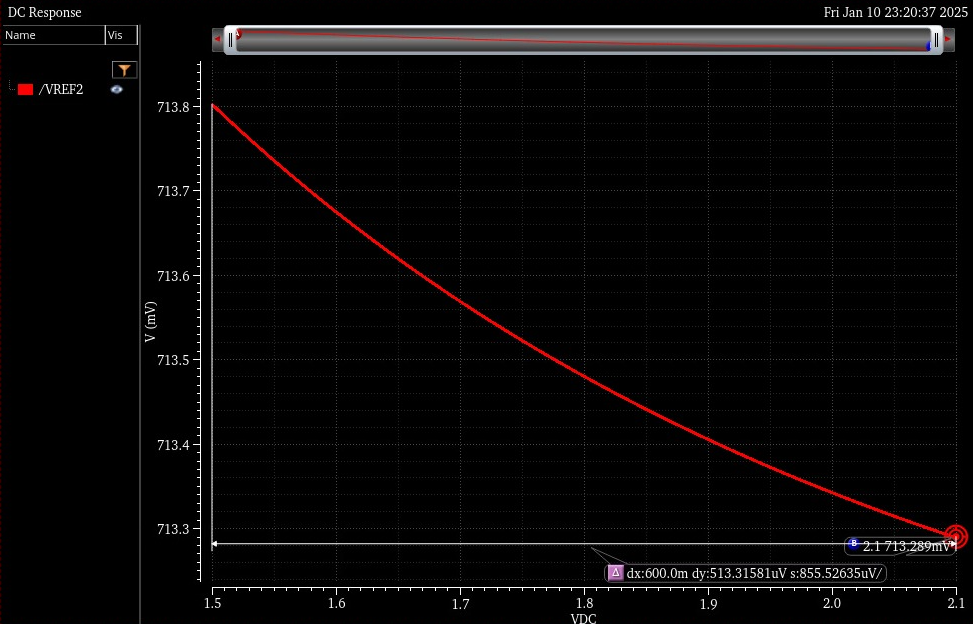 DC Response
Fri Jan 10 23:20:37 2025
Name Vis
/VREF2
713.8
713.7
713.6
713.5
713.4
713.3
V (mV)
B 2.1 713.289mV
Δ dx:600.0m dy:513.31581uV s:855.52635uV/
1.5 1.6 1.7 1.8 1.9 2.0 2.1
VDC